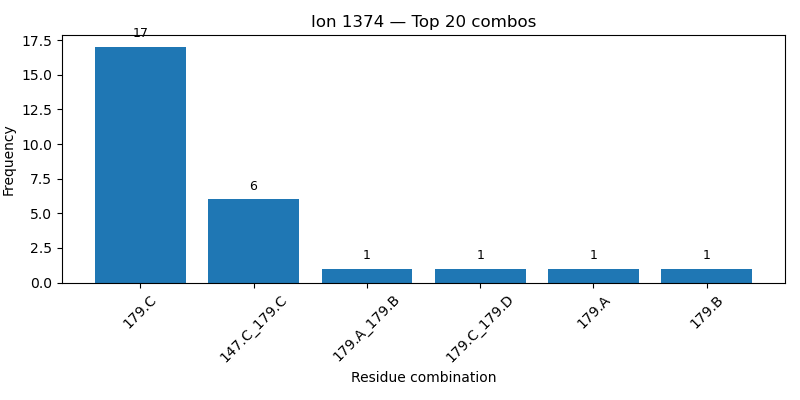 Ion 1374 — Top 20 combos
17
17.5
15.0
12.5
10.0
7.5
5.0
2.5
0.0
Frequency
6
1
1
1
1
179.C
147.C_179.C
179.A_179.B
179.C_179.D
179.A
179.B
Residue combination